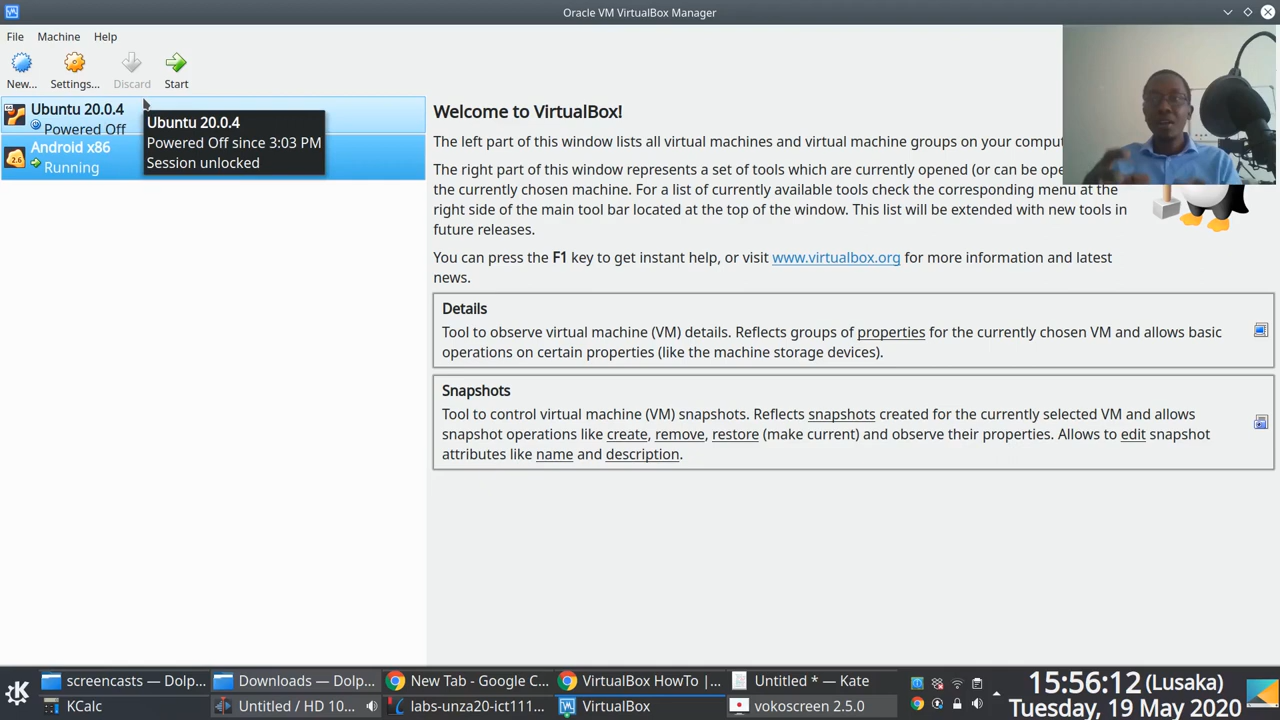 Oracle VM VirtualBox Manager
File Machine Help
New... Settings... Discard Start
Ubuntu 20.0.4
Powered Off
Android x86
Running
Ubuntu 20.0.4
Powered Off since 3:03 PM
Session unlocked
Welcome to VirtualBox!
The left part of this window lists all virtual machines and virtual machine groups on your
The right part of this window represents a set of tools which are currently opened (or can be
the currently chosen machine. For a list of currently available tools check the corresponding menu at the
right side of the main tool bar located at the top of the window. This list will be extended with new tools in
future releases.
You can press the F1 key to get instant help, or visit www.virtualbox.org for more information and latest
news.
Details
Tool to observe virtual machine (VM) details. Reflects groups of properties for the currently chosen VM and allows basic
operations on certain properties (like the machine storage devices).
Snapshots
Tool to control virtual machine (VM) snapshots. Reflects snapshots created for the currently selected VM and allows
snapshot operations like create, remove, restore (make current) and observe their properties. Allows to edit snapshot
attributes like name and description.
screencasts — Dolp... Downloads — Dolp... New Tab - Google C... VirtualBox HowTo |... Untitled * — Kate
KCalc Untitled / HD 10... labs-unza20-ict111... VirtualBox vokoscreen 2.5.0
15:56:12 (Lusaka)
Tuesday, 19 May 2020